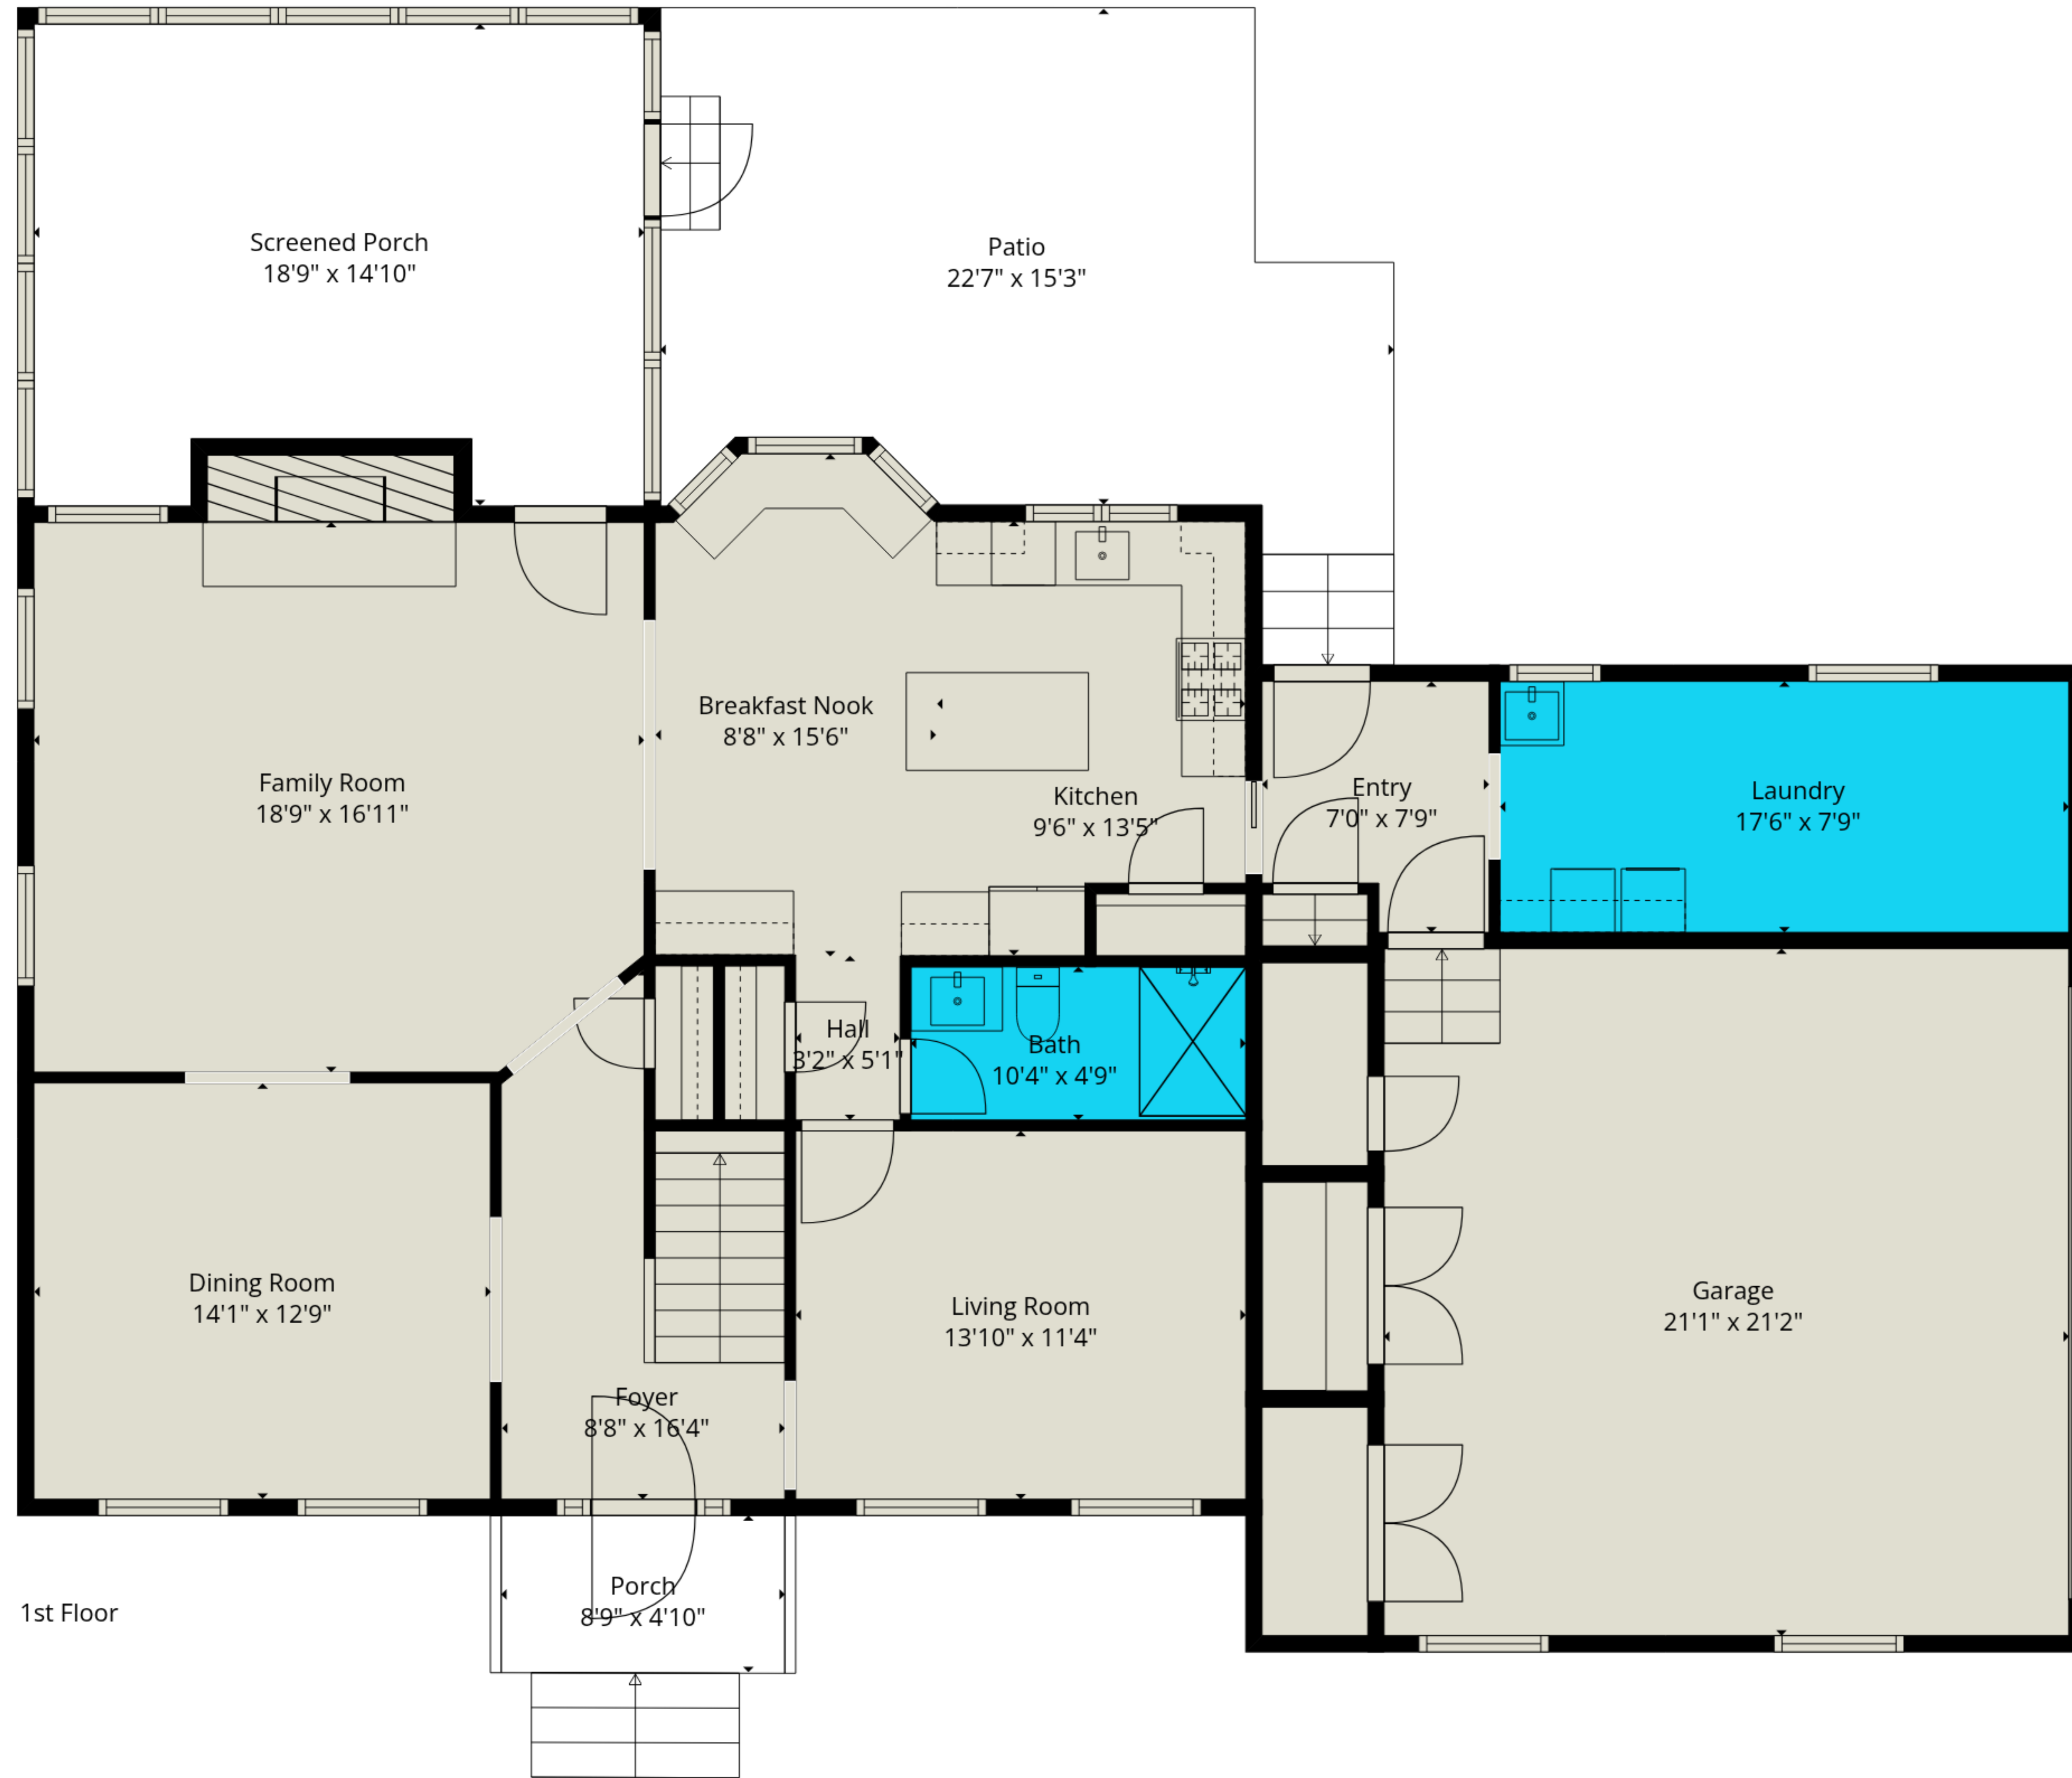 Screened Porch
18'9" x 14'10"
Patio
22'7" x 15'3"
Breakfast Nook
8'8" x 15'6"
Family Room
18'9" x 16'11"
Kitchen
9'6" x 13'5"
Entry
7'0" x 7'9"
Laundry
17'6" x 7'9"
Hall
3'2" x 5'1"
Bath
10'4" x 4'9"
Dining Room
14'1" x 12'9"
Living Room
13'10" x 11'4"
Garage
21'1" x 21'2"
Foyer
8'8" x 16'4"
Porch
8'9" x 4'10"
1st Floor